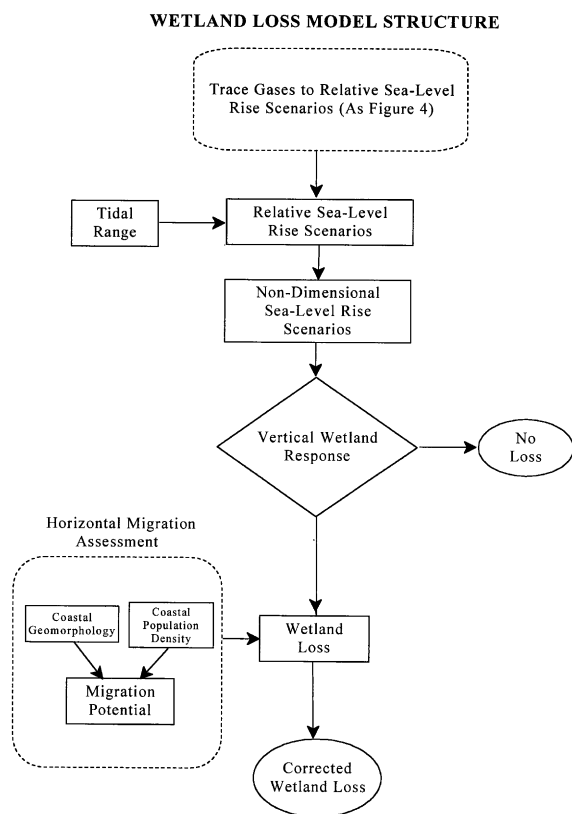 WETLAND LOSS MODEL STRUCTURE
Trace Gases to Relative Sea-Level
Rise Scenarios (As Figure 4)
Tidal
Range
Relative Sea-Level
Rise Scenarios
Non-Dimensional
Sea-Level Rise
Scenarios
Vertical Wetland
Response
No
Loss
Horizontal Migration
Assessment
Coastal
Geomorphology
Coastal
Population
Density
Migration
Potential
Wetland
Loss
Corrected
Wetland Loss